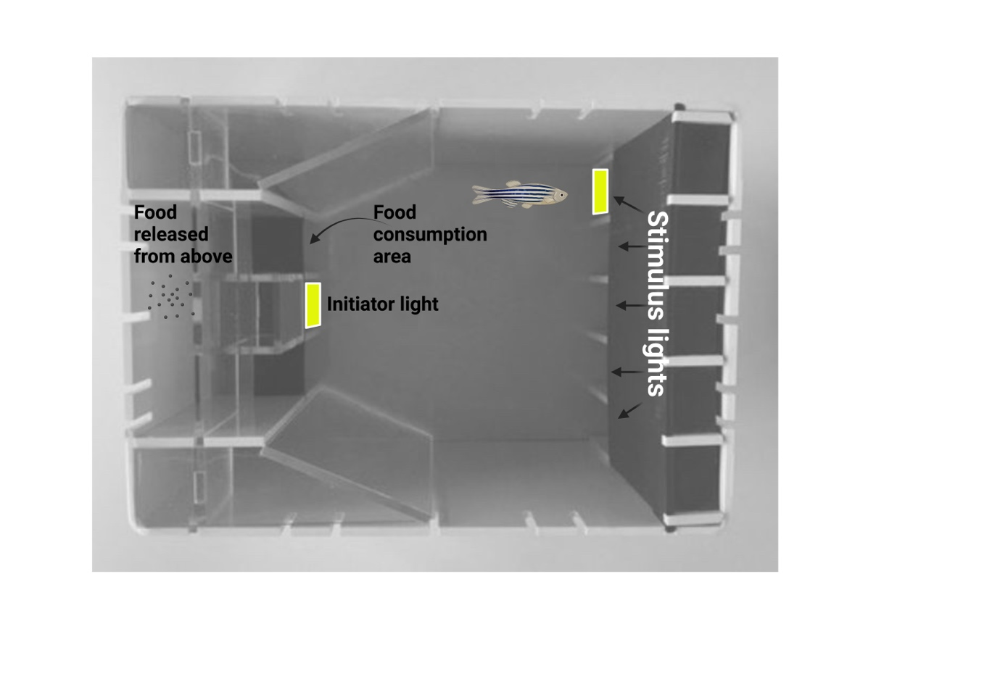 Food
released
from above
Food
consumption
area
Initiator light
Stimulus lights